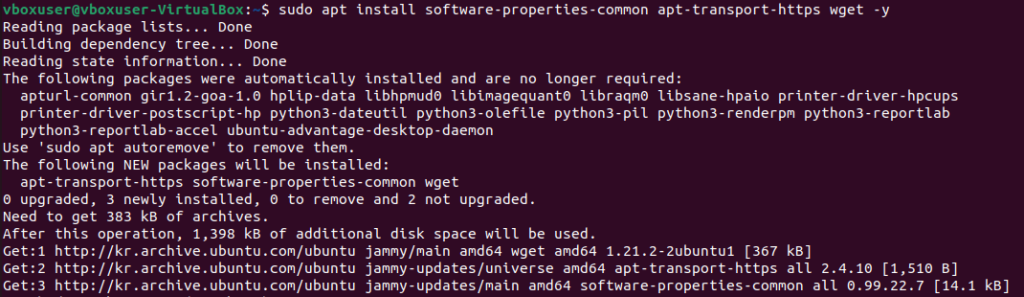 vboxuser@vboxuser-VirtualBox:~$ sudo apt install software-properties-common apt-transport-https wget -y
Reading package lists... Done
Building dependency tree... Done
Reading state information... Done
The following packages were automatically installed and are no longer required:
  apturl-common gir1.2-goa-1.0 hplip-data libhpmud0 libimagequant0 libraqm0 libsane-hpaio printer-driver-hpcups
  printer-driver-postscript-hp python3-dateutil python3-olefile python3-pil python3-renderpm python3-reportlab
  python3-reportlab-accel ubuntu-advantage-desktop-daemon
Use 'sudo apt autoremove' to remove them.
The following NEW packages will be installed:
  apt-transport-https software-properties-common wget
0 upgraded, 3 newly installed, 0 to remove and 2 not upgraded.
Need to get 383 kB of archives.
After this operation, 1,398 kB of additional disk space will be used.
Get:1 http://kr.archive.ubuntu.com/ubuntu jammy/main amd64 wget amd64 1.21.2-2ubuntu1 [367 kB]
Get:2 http://kr.archive.ubuntu.com/ubuntu jammy-updates/universe amd64 apt-transport-https all 2.4.10 [1,510 B]
Get:3 http://kr.archive.ubuntu.com/ubuntu jammy-updates/main amd64 software-properties-common all 0.99.22.7 [14.1 kB]